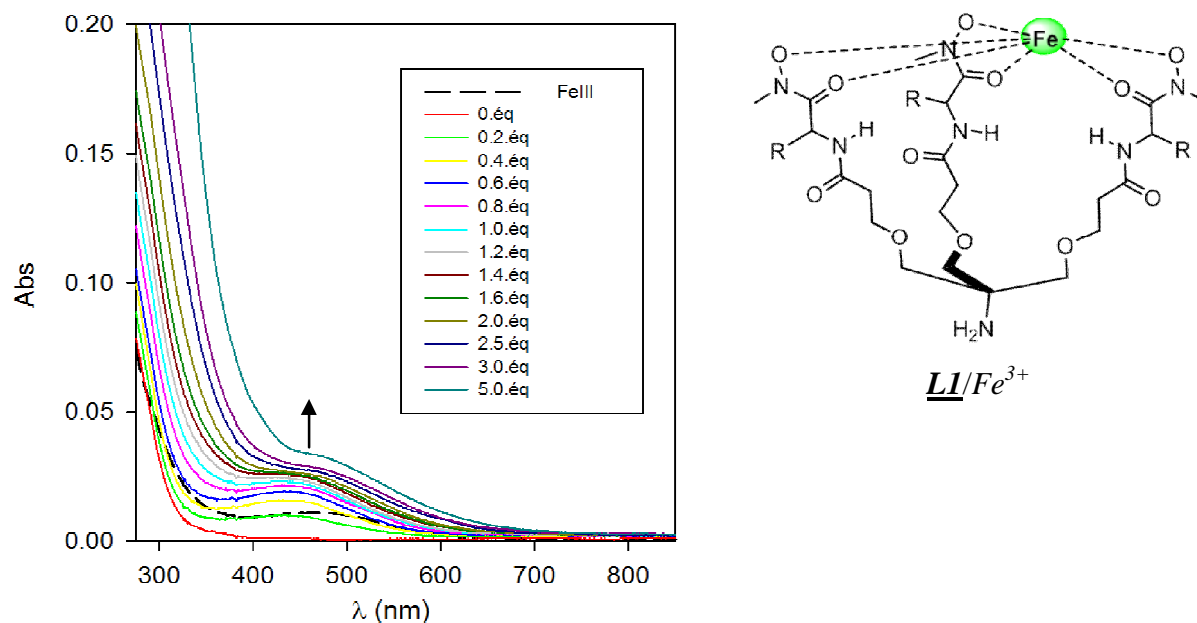 0.20
0.15
0.10
0.05
0.00
Abs
300 400 500 600 700 800
λ (nm)
FeIII
0.éq
0.2.éq
0.4.éq
0.6.éq
0.8.éq
1.0.éq
1.2.éq
1.4.éq
1.6.éq
2.0.éq
2.5.éq
3.0.éq
5.0.éq
O Fe
O N O
N O O O N
R N H R
H N O O H N R
O O
O O O
H₂N
L1/Fe³⁺